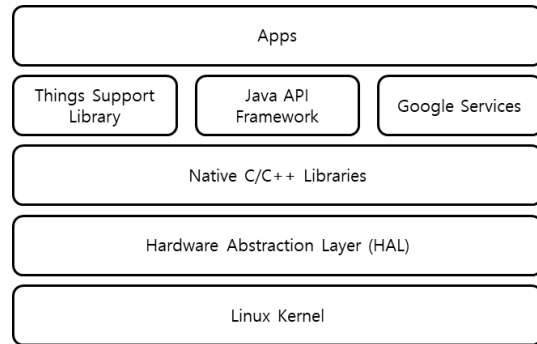 Apps
Things Support
Library
Java API
Framework
Google Services
Native C/C++ Libraries
Hardware Abstraction Layer (HAL)
Linux Kernel